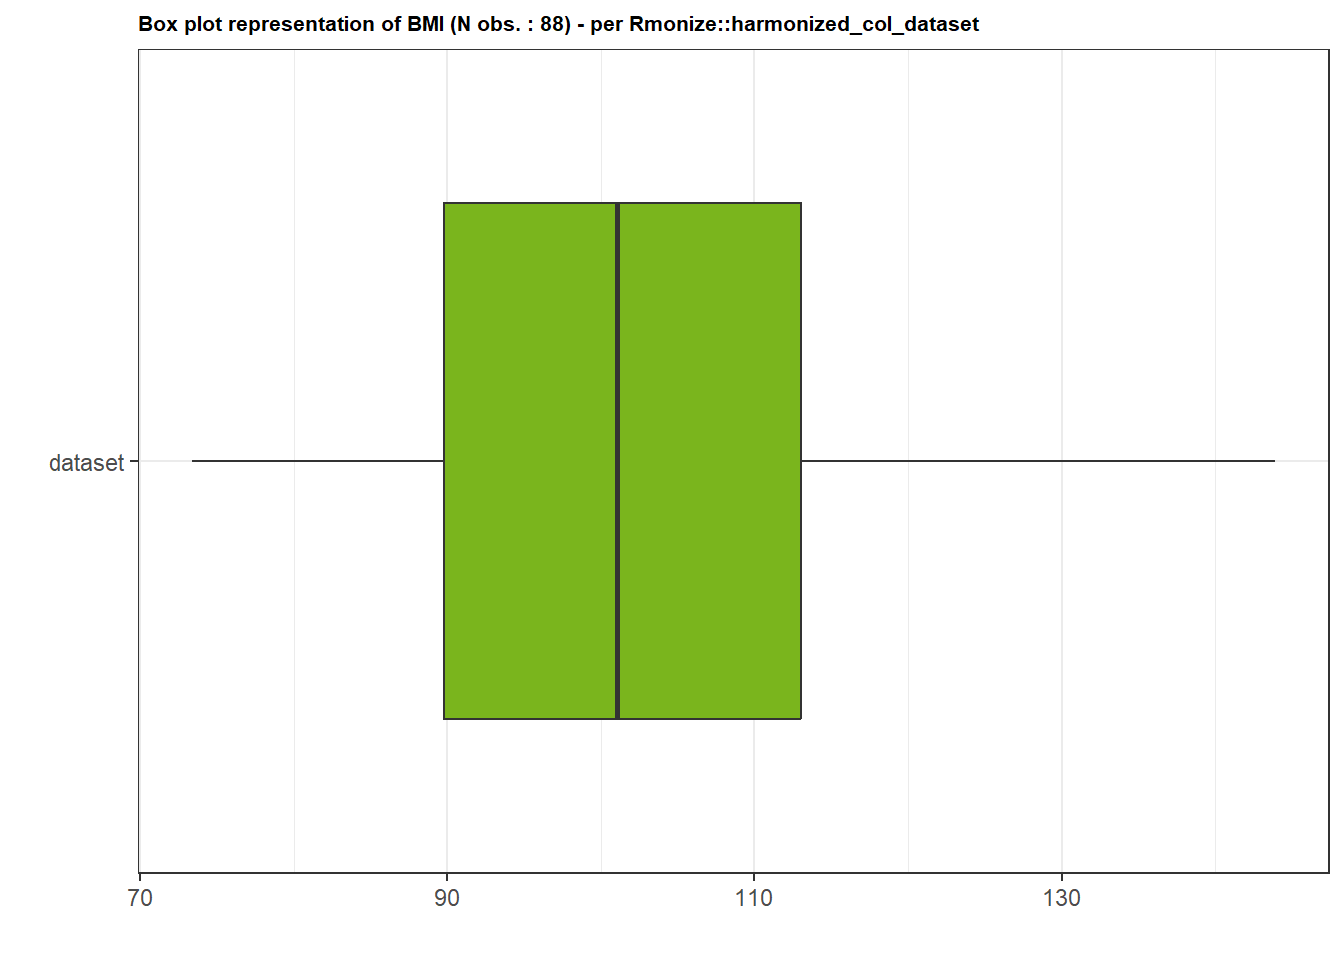 Box plot representation of BMI (N obs. : 88) - per Rmonize::harmonized_col_dataset
dataset
70 90 110 130